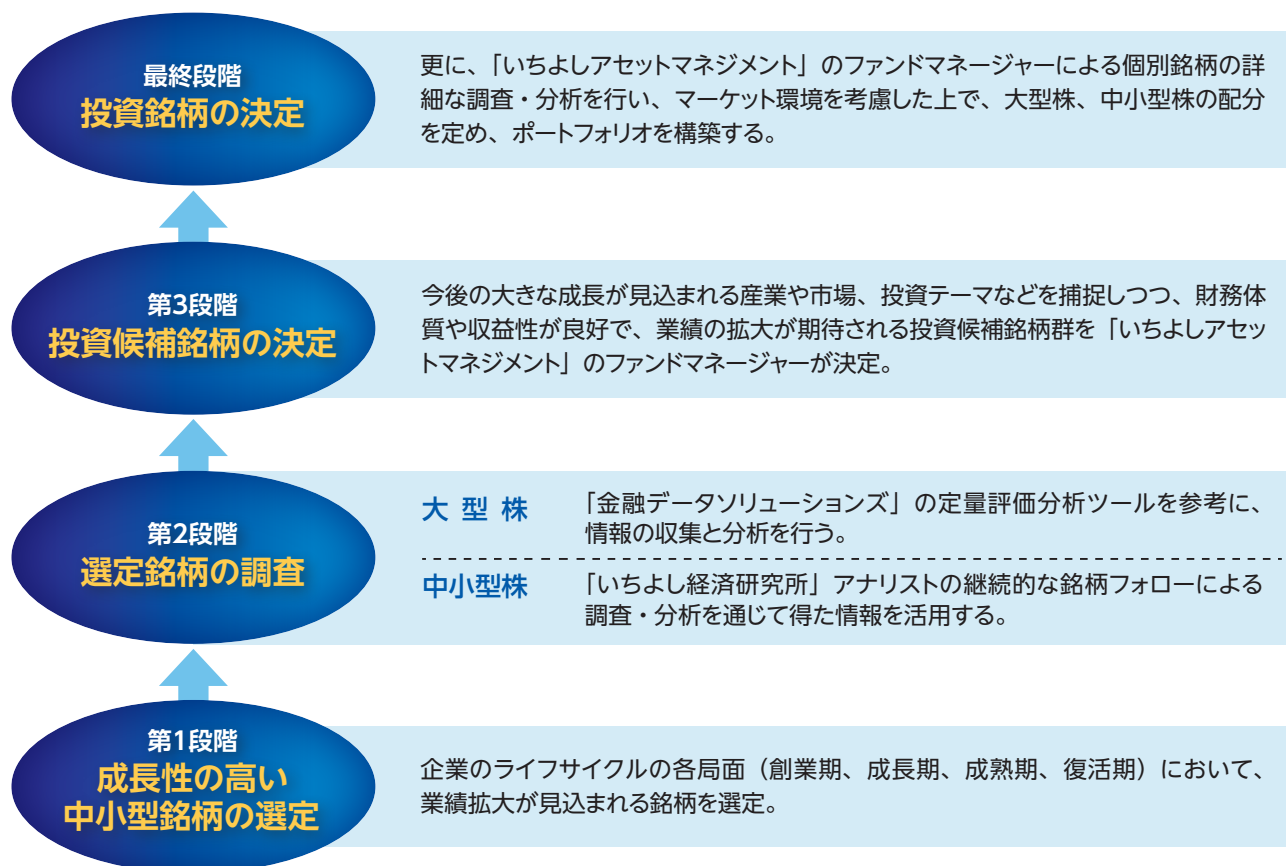 最終段階
投資銘柄の決定
更に、「いちよしアセットマネジメント」のファンドマネージャーによる個別銘柄の詳
細な調査・分析を行い、マーケット環境を考慮した上で、大型株、中小型株の配分
を定め、ポートフォリオを構築する。
第3段階
投資候補銘柄の決定
今後の大きな成長が見込まれる産業や市場、投資テーマなどを捕捉しつつ、財務体
質や収益性が良好で、業績の拡大が期待される投資候補銘柄群を「いちよしアセッ
トマネジメント」のファンドマネージャーが決定。
第2段階
選定銘柄の調査
大型株 「金融データソリューションズ」の定量評価分析ツールを参考に、
情報の収集と分析を行う。
中小型株 「いちよし経済研究所」アナリストの継続的な銘柄フォローによる
調査・分析を通じて得た情報を活用する。
第1段階
成長性の高い
中小型銘柄の選定
企業のライフサイクルの各局面（創業期、成長期、成熟期、復活期）において、
業績拡大が見込まれる銘柄を選定。